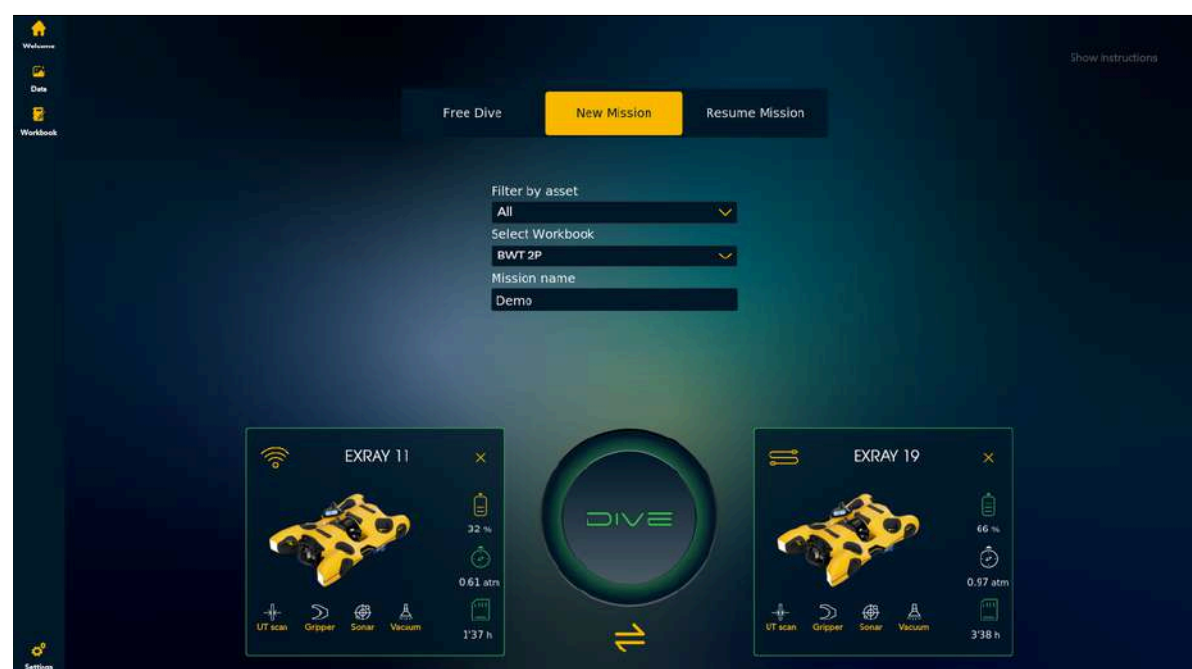 Welcome
Data
Workbook
Show instructions
Free Dive
New Mission
Resume Mission
Filter by asset
All
Select Workbook
BWT 2P
Mission name
Demo
EXRAY 11
32 %
0.61 atm
1'37 h
UT scan
Gripper
Sonar
Vacuum
DIVE
EXRAY 19
66 %
0.97 atm
3'38 h
UT scan
Gripper
Sonar
Vacuum
Settings